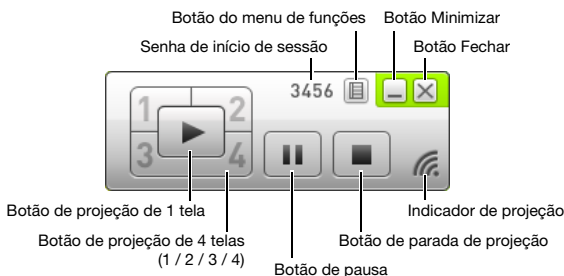 Botão do menu de funções
Botão Minimizar
Senha de início de sessão
Botão Fechar
3456
1
2
3
4
Botão de projeção de 1 tela
Indicador de projeção
Botão de projeção de 4 telas
(1 / 2 / 3 / 4)
Botão de parada de projeção
Botão de pausa